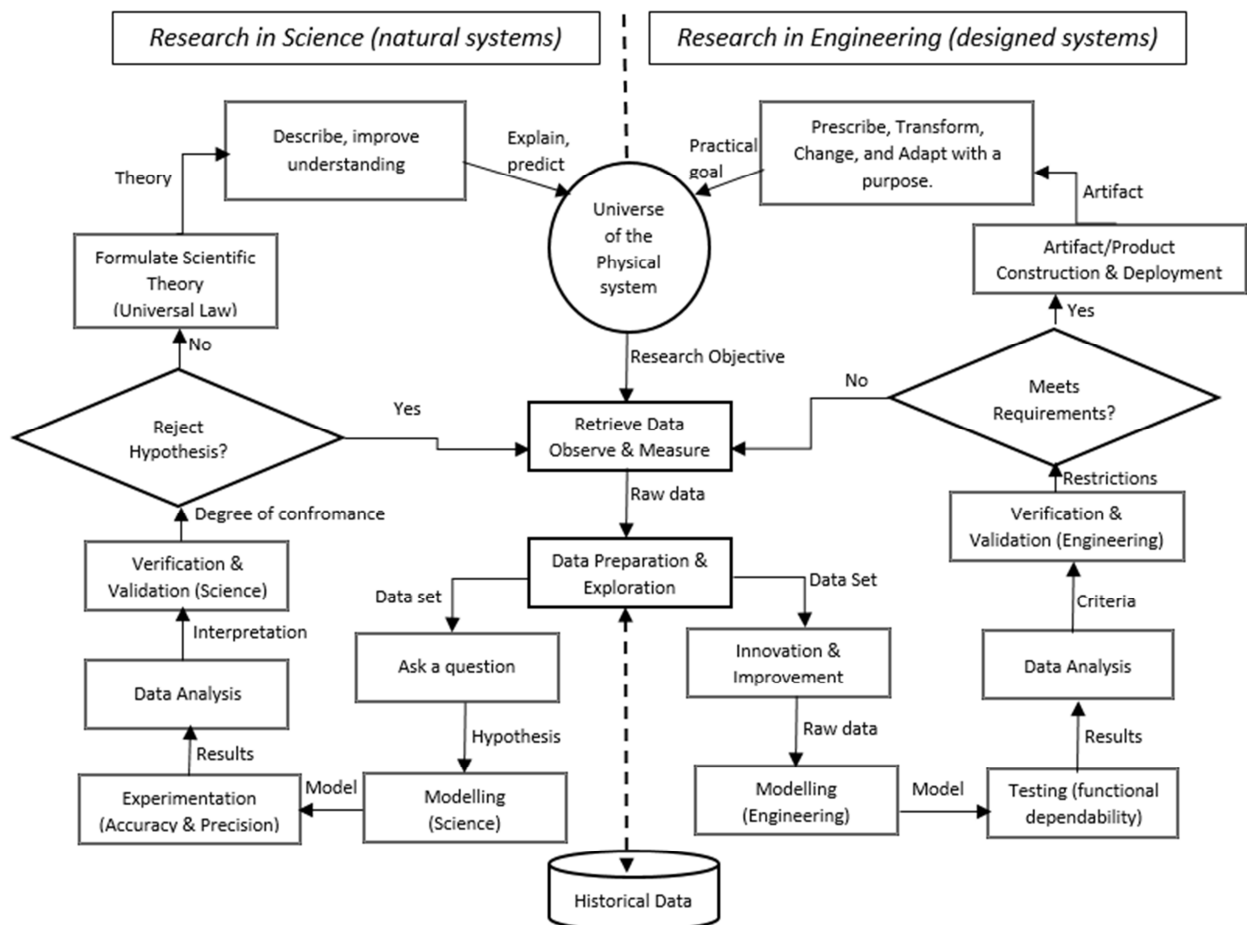 Research in Science (natural systems)
Research in Engineering (designed systems)
Describe, improve
understanding
Explain,
predict
Practical
goal
Prescribe, Transform,
Change, and Adapt with a
purpose.
Theory
Artifact
Universe
of the
Physical
system
Formulate Scientific
Theory
(Universal Law)
Artifact/Product
Construction & Deployment
No
Yes
Research Objective
Reject
Hypothesis?
Yes
No
Meets
Requirements?
Retrieve Data
Observe & Measure
Raw data
Restrictions
Degree of confromance
Verification &
Validation (Science)
Data Preparation &
Exploration
Verification &
Validation (Engineering)
Data set
Data Set
Criteria
Interpretation
Ask a question
Innovation &
Improvement
Data Analysis
Data Analysis
Hypothesis
Raw data
Results
Results
Experimentation
(Accuracy & Precision)
Model
Modelling
(Science)
Modelling
(Engineering)
Model
Testing (functional
dependability)
Historical Data